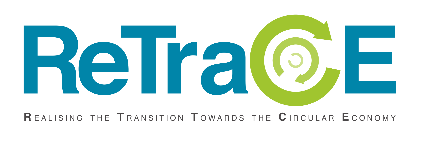 ReTraCE
REALISING THE TRANSITION TOWARDS THE CIRCULAR ECONOMY